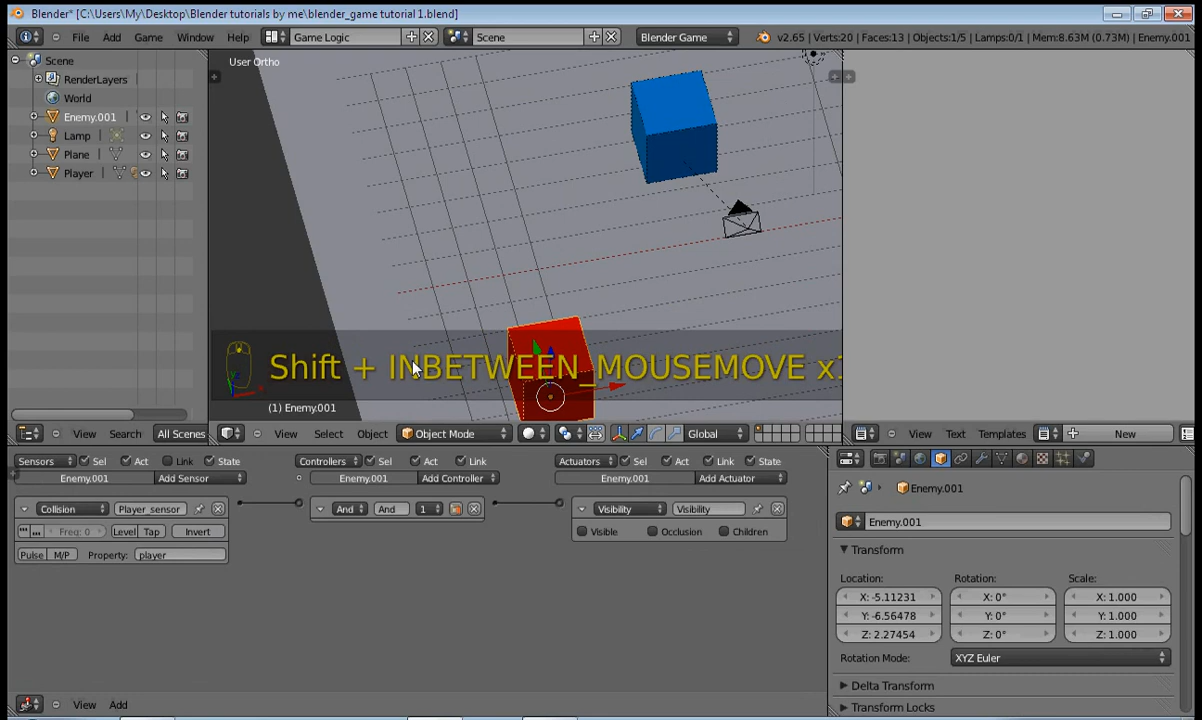 Blender* [C:\Users\My\Desktop\Blender tutorials by me\blender_game tutorial 1.blend]
File Add Game Window Help Game Logic Scene Blender Game v2.65 | Verts:20 | Faces:13 | Objects:1/5 | Lamps:0/1 | Mem:8.63M (0.73M) | Enemy.001
Scene
RenderLayers
World
Enemy.001
Lamp
Plane
Player
User Ortho
Shift + INBETWEEN_MOUSEMOVE x
(1) Enemy.001
View Search All Scenes
View Select Object Object Mode Global
View Text Templates New
Sensors Sel Act Link State
Enemy.001 Add Sensor
Collision Player_sensor
Freq: 0 Level Tap Invert
Pulse M/P Property: player
Controllers Sel Act Link
Enemy.001 Add Controller
And And 1
Actuators Sel Act Link State
Enemy.001 Add Actuator
Visibility Visibility
Visible Occlusion Children
Enemy.001
Enemy.001
Transform
Location: Rotation: Scale:
X: -5.11231 X: 0° X: 1.000
Y: -6.56478 Y: 0° Y: 1.000
Z: 2.27454 Z: 0° Z: 1.000
Rotation Mode: XYZ Euler
Delta Transform
Transform Locks
View Add